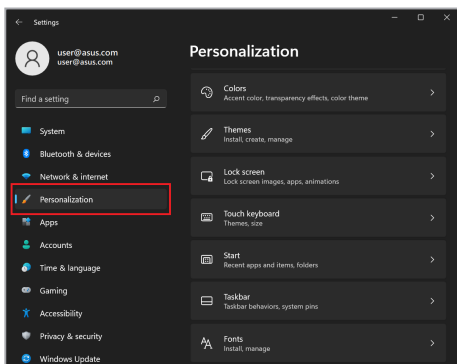 Settings
user@asus.com
user@asus.com
Find a setting
System
Bluetooth & devices
Network & internet
Personalization
Apps
Accounts
Time & language
Gaming
Accessibility
Privacy & security
Windows Update
Personalization
Colors
Accent color, transparency effects, color theme
Themes
Install, create, manage
Lock screen
Lock screen images, apps, animations
Touch keyboard
Themes, size
Start
Recent apps and items, folders
Taskbar
Taskbar behaviors, system pins
Fonts
Install, manage